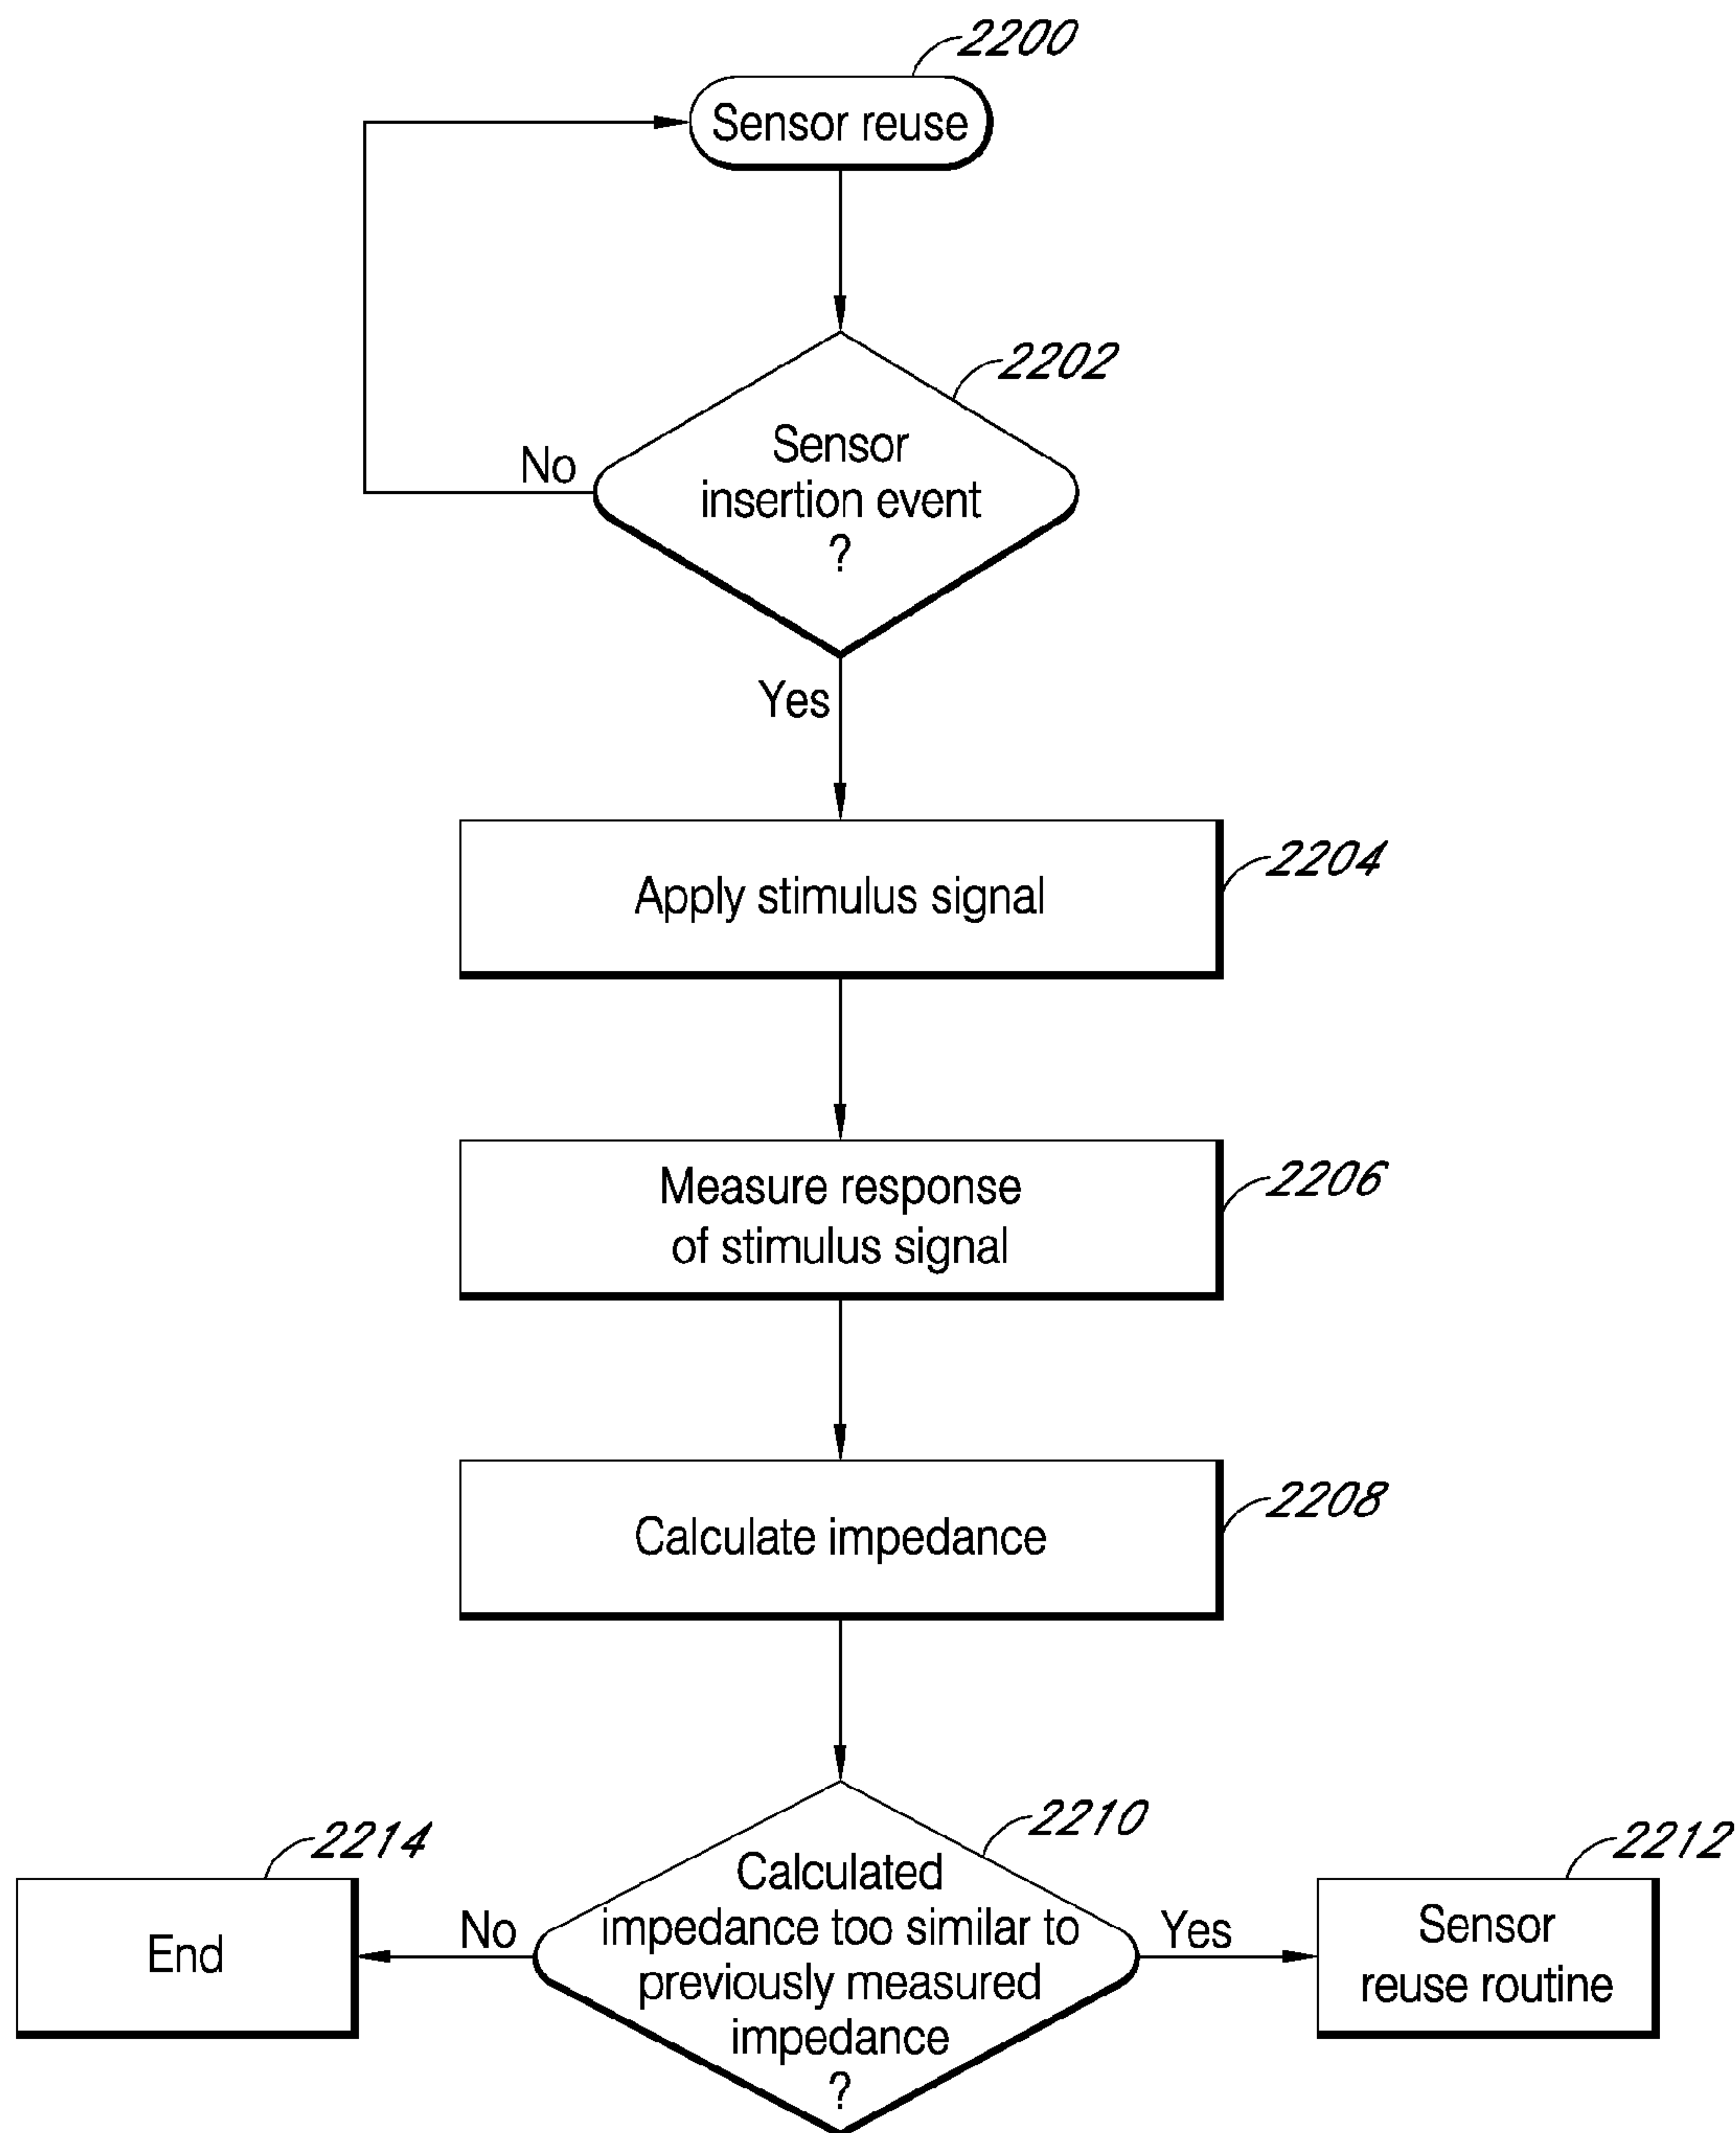 2200
Sensor reuse
2202
Sensor
insertion event
?
No
Yes
2204
Apply stimulus signal
2206
Measure response
of stimulus signal
2208
Calculate impedance
2210
Calculated
impedance too similar to
previously measured
impedance
?
No
Yes
2214
End
2212
Sensor
reuse routine